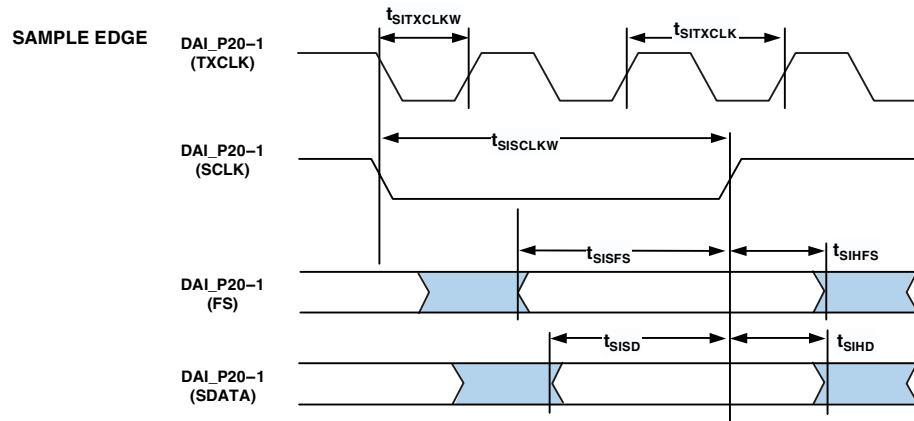 SAMPLE EDGE
DAI_P20–1
(TXCLK)
tSITXCLKW
tSITXCLK
DAI_P20–1
(SCLK)
tSISCLKW
DAI_P20–1
(FS)
tSISFS
tSIHFS
DAI_P20–1
(SDATA)
tSISD
tSIHD